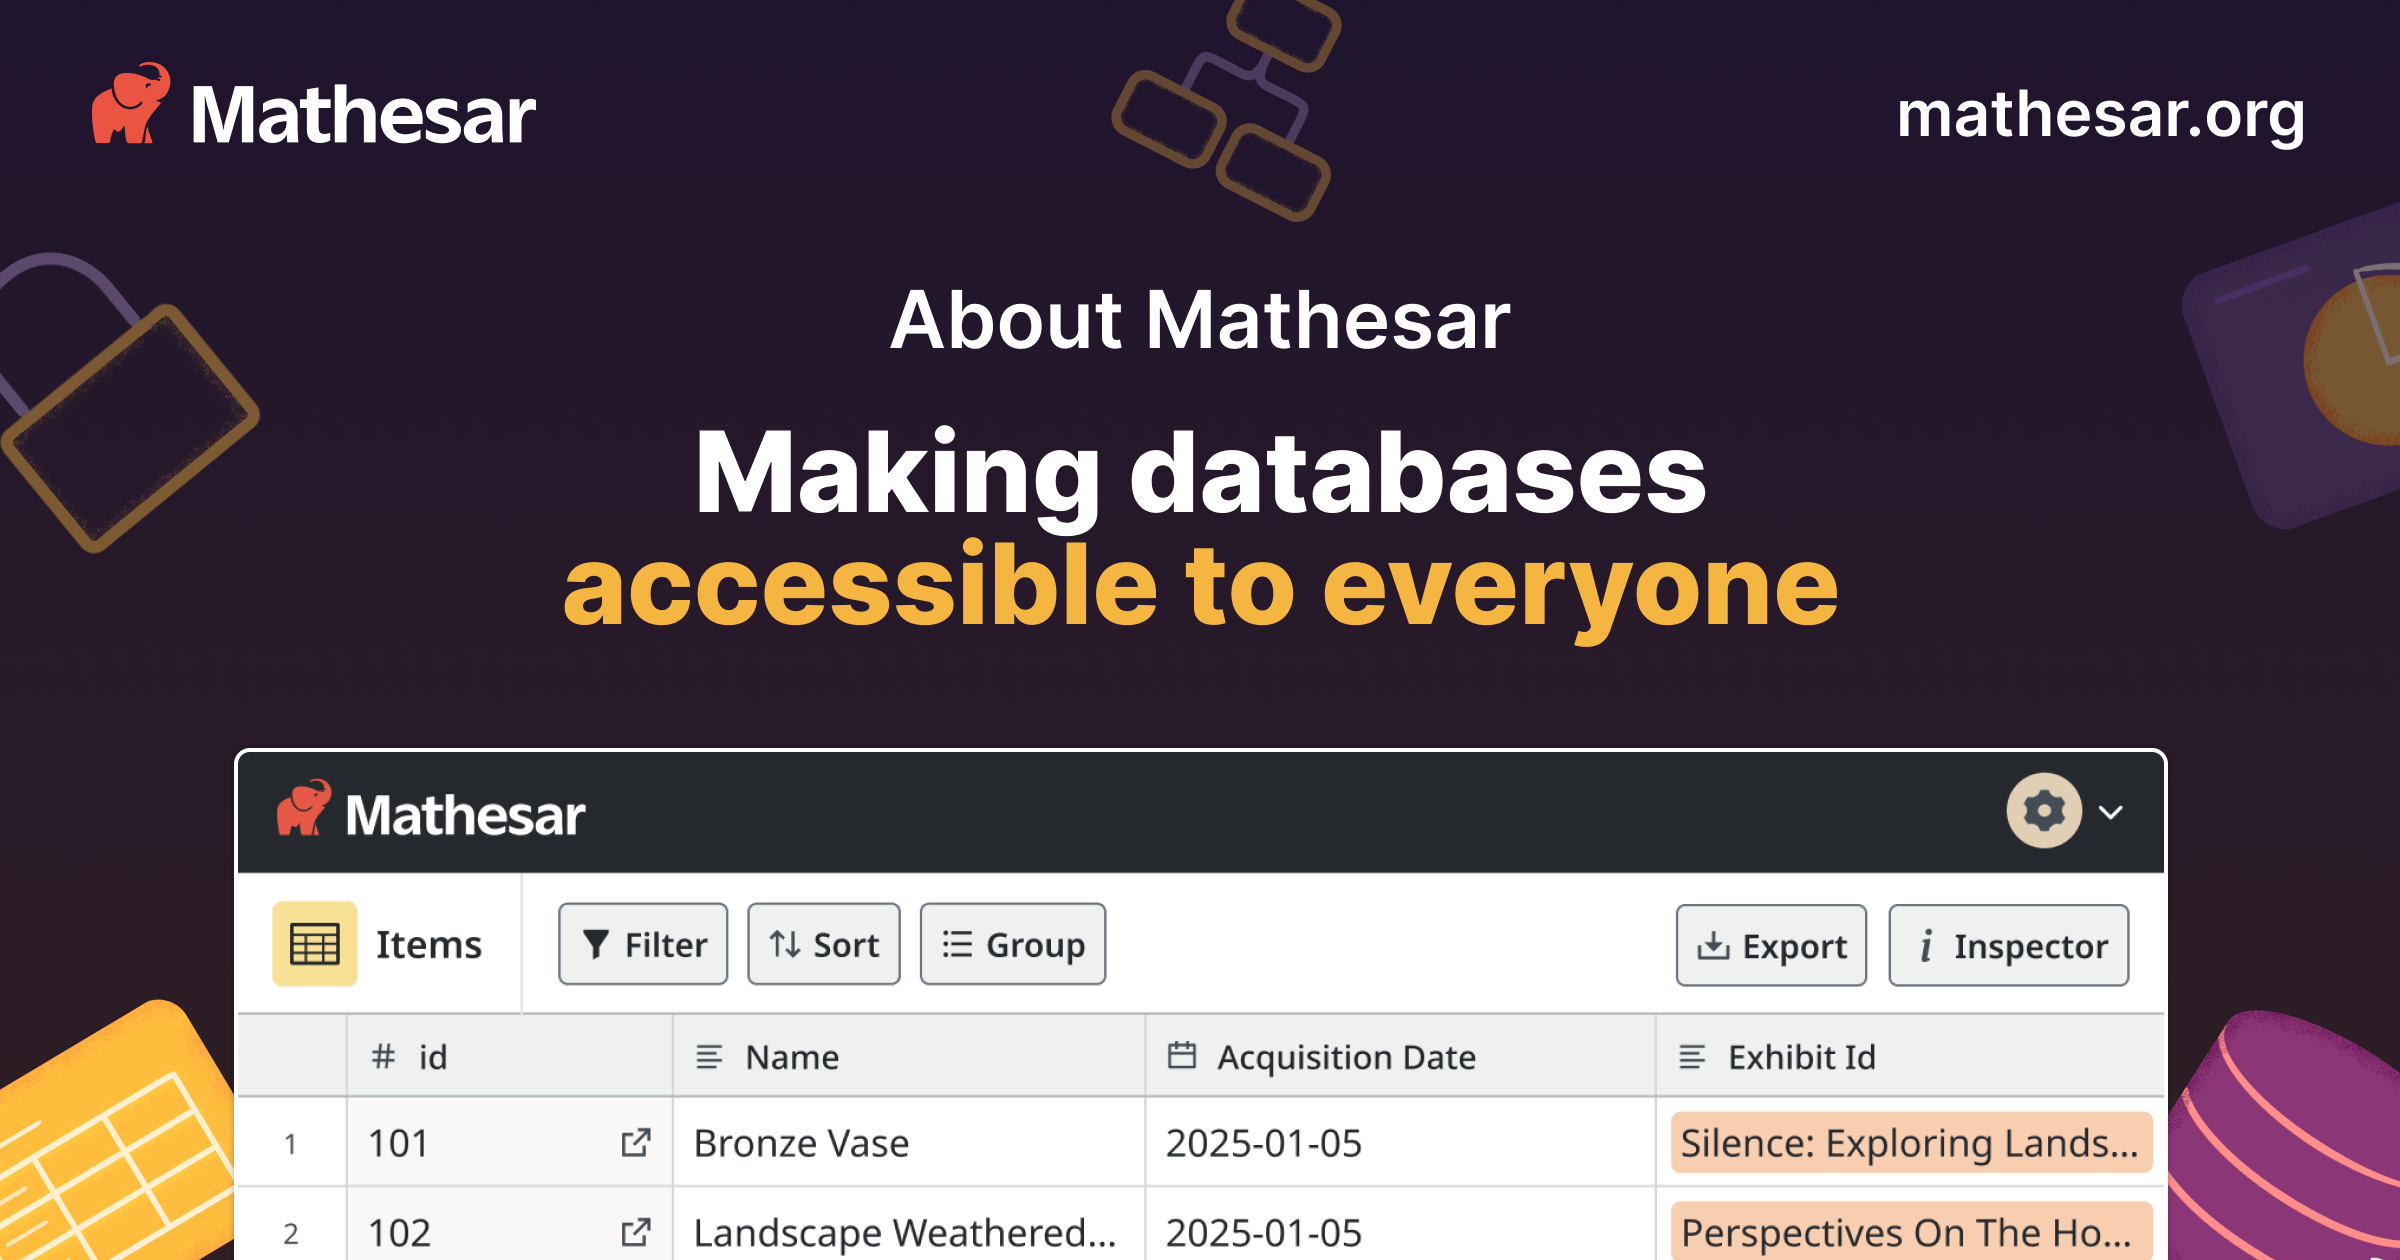 Mathesar
mathesar.org
About Mathesar
Making databases
accessible to everyone
Mathesar
Items
Filter
Sort
Group
Export
i Inspector
# id
Name
Acquisition Date
Exhibit Id
1 101 Bronze Vase 2025-01-05 Silence: Exploring Lands...
2 102 Landscape Weathered... 2025-01-05 Perspectives On The Ho...